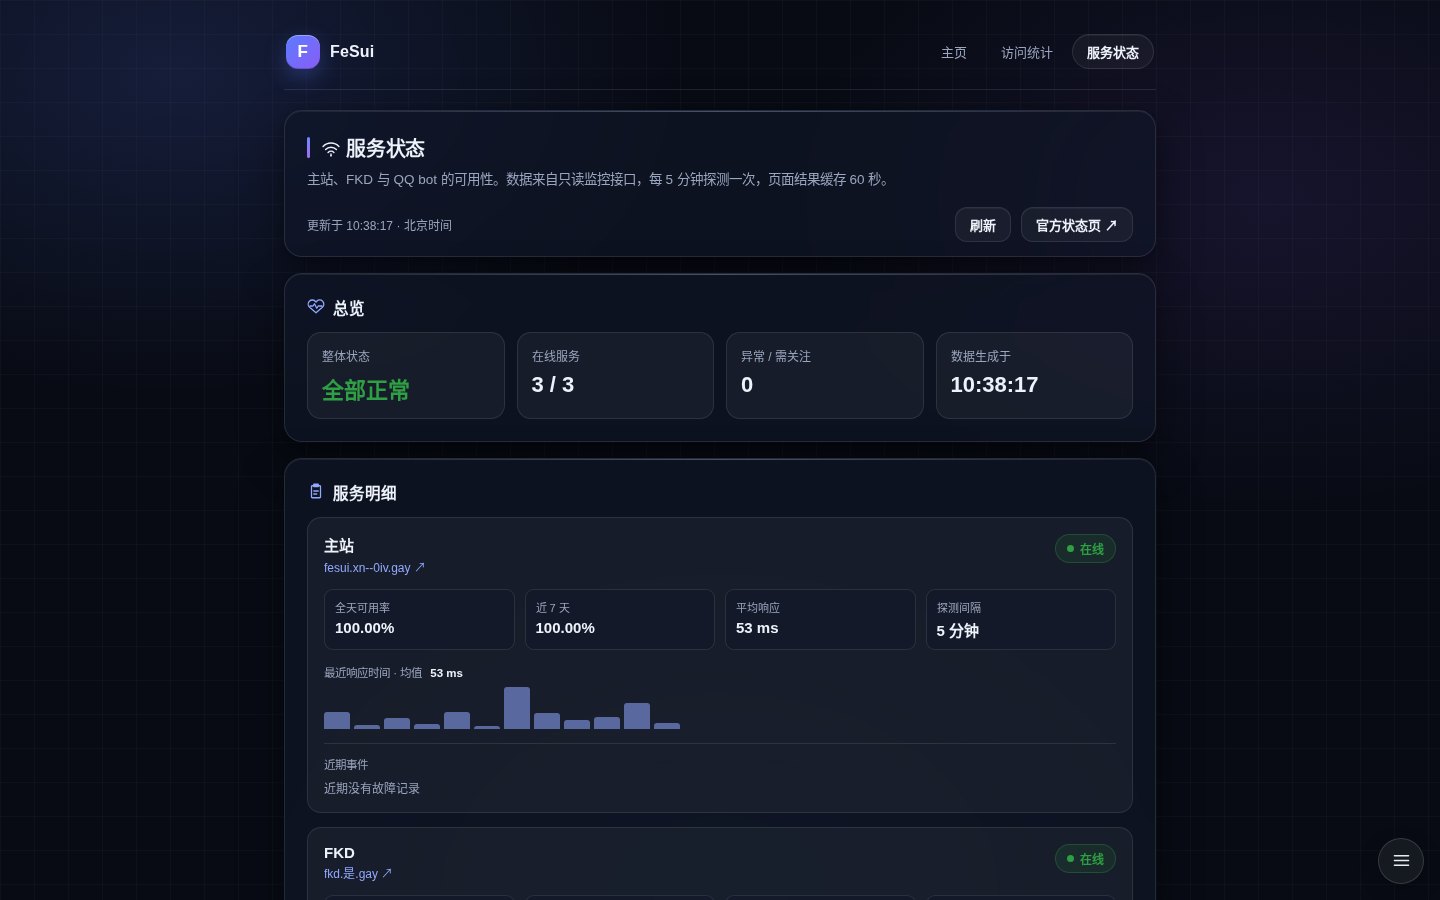 F FeSui 主页 访问统计 服务状态
服务状态
主站、FKD 与 QQ bot 的可用性。数据来自只读监控接口，每 5 分钟探测一次，页面结果缓存 60 秒。
更新于 10:38:17 · 北京时间 刷新 官方状态页 ↗
总览
整体状态 在线服务 异常 / 需关注 数据生成于
全部正常 3 / 3 0 10:38:17
服务明细
主站 在线
fesui.xn--0iv.gay ↗
全天可用率 近 7 天 平均响应 探测间隔
100.00% 100.00% 53 ms 5 分钟
最近响应时间 · 均值 53 ms
近期事件
近期没有故障记录
FKD 在线
fkd.是.gay ↗